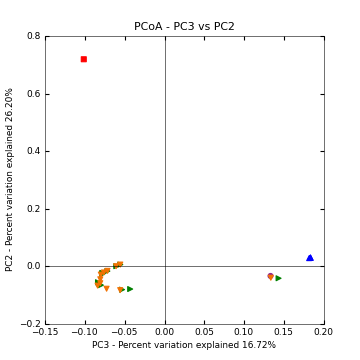 PCoA - PC3 vs PC2
0.8
0.6
0.4
0.2
0.0
−0.2
PC2 - Percent variation explained 26.20%
−0.15 −0.10 −0.05 0.00 0.05 0.10 0.15 0.20
PC3 - Percent variation explained 16.72%